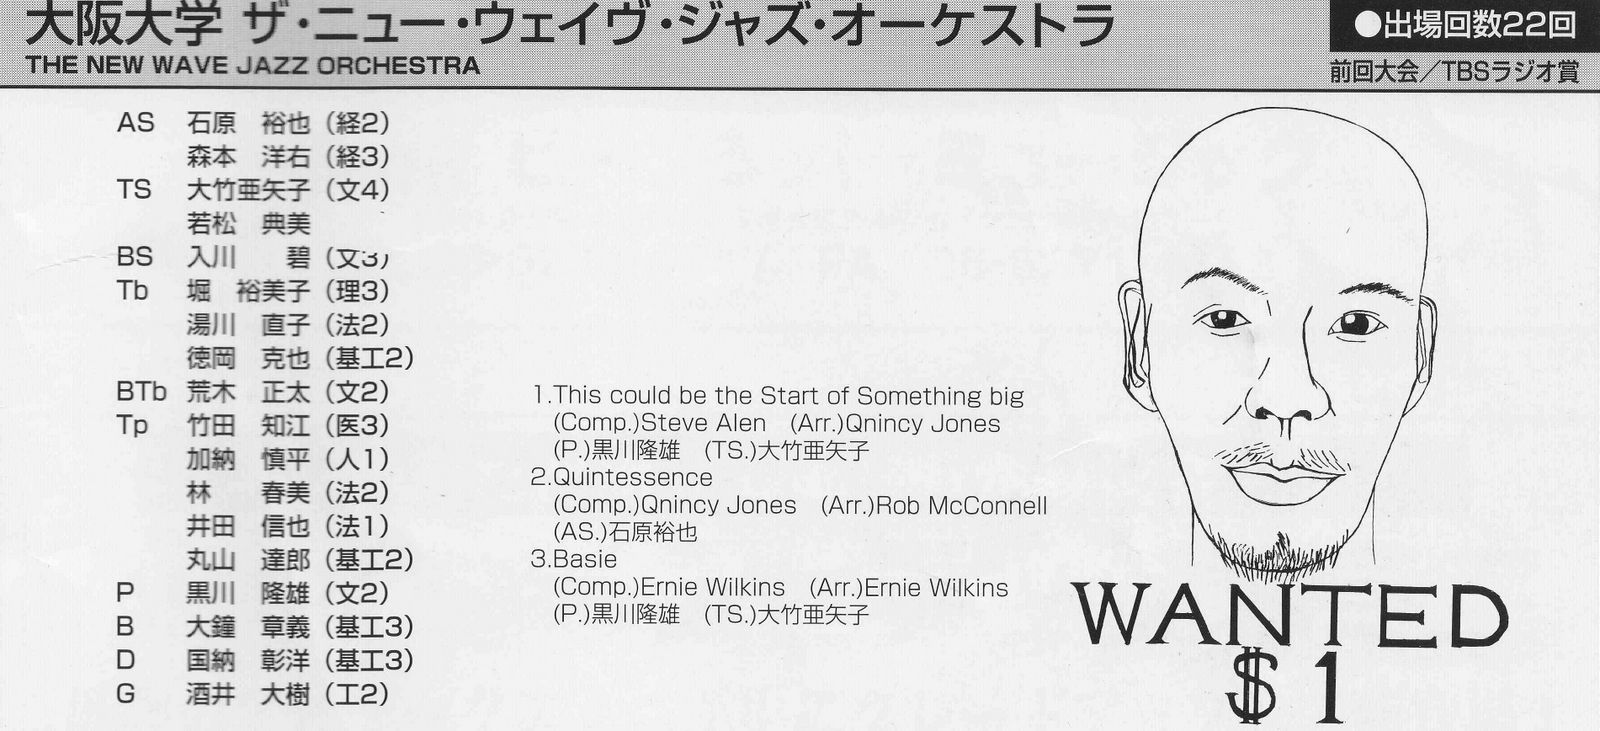 大阪大学 ザ・ニュー・ウェイヴ・ジャズ・オーケストラ
THE NEW WAVE JAZZ ORCHESTRA
●出場回数22回
前回大会／TBSラジオ賞
AS 石原 裕也（経2）
森本 洋右（経3）
TS 大竹亜矢子（文4）
若松 典美
BS 入川 碧（文3）
Tb 堀 裕美子（理3）
湯川 直子（法2）
徳岡 克也（基工2）
BTb 荒木 正太（文2）
Tp 竹田 知江（医3）
加納 慎平（人1）
林 春美（法2）
井田 信也（法1）
丸山 達郎（基工2）
P 黒川 隆雄（文2）
B 大鐘 章義（基工3）
D 国納 彰洋（基工3）
G 酒井 大樹（工2）
1.This could be the Start of Something big
(Comp.)Steve Alen (Arr.)Qnincy Jones
(P.)黒川隆雄 (TS.)大竹亜矢子
2.Quintessence
(Comp.)Qnincy Jones (Arr.)Rob McConnell
(AS.)石原裕也
3.Basie
(Comp.)Ernie Wilkins (Arr.)Ernie Wilkins
(P.)黒川隆雄 (TS.)大竹亜矢子
WANTED
$ 1